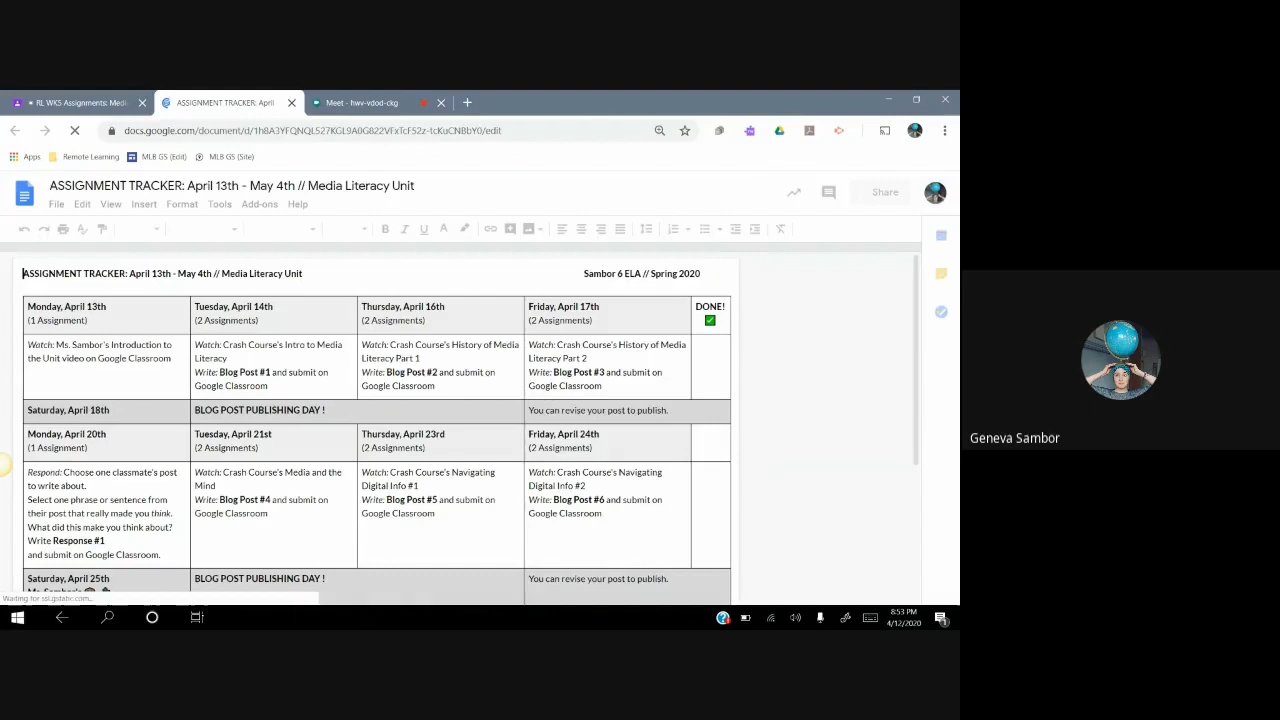 RL WK5 Assignments: Medi
ASSIGNMENT TRACKER: April
Meet - hwv-vdod-ckg
docs.google.com/document/d/1h8A3YFQNQL527KGL9A0G822VFxTcF52z-tcKuCNBbY0/edit
Apps
Remote Learning
MLB GS (Edit)
MLB GS (Site)
ASSIGNMENT TRACKER: April 13th - May 4th // Media Literacy Unit
File Edit View Insert Format Tools Add-ons Help
Share
ASSIGNMENT TRACKER: April 13th - May 4th // Media Literacy Unit
Sambor 6 ELA // Spring 2020
Monday, April 13th
(1 Assignment)
Tuesday, April 14th
(2 Assignments)
Thursday, April 16th
(2 Assignments)
Friday, April 17th
(2 Assignments)
DONE!
Watch: Ms. Sambor's Introduction to
the Unit video on Google Classroom
Watch: Crash Course's Intro to Media
Literacy
Write: Blog Post #1 and submit on
Google Classroom
Watch: Crash Course's History of Media
Literacy Part 1
Write: Blog Post #2 and submit on
Google Classroom
Watch: Crash Course's History of Media
Literacy Part 2
Write: Blog Post #3 and submit on
Google Classroom
Saturday, April 18th
BLOG POST PUBLISHING DAY !
You can revise your post to publish.
Monday, April 20th
(1 Assignment)
Tuesday, April 21st
(2 Assignments)
Thursday, April 23rd
(2 Assignments)
Friday, April 24th
(2 Assignments)
Respond: Choose one classmate's post
to write about.
Select one phrase or sentence from
their post that really made you think.
What did this make you think about?
Write Response #1
and submit on Google Classroom.
Watch: Crash Course's Media and the
Mind
Write: Blog Post #4 and submit on
Google Classroom
Watch: Crash Course's Navigating
Digital Info #1
Write: Blog Post #5 and submit on
Google Classroom
Watch: Crash Course's Navigating
Digital Info #2
Write: Blog Post #6 and submit on
Google Classroom
Saturday, April 25th
BLOG POST PUBLISHING DAY !
You can revise your post to publish.
Ms. Sambor's
Waiting for ssl.gstatic.com...
8:53 PM
4/12/2020
1
Geneva Sambor